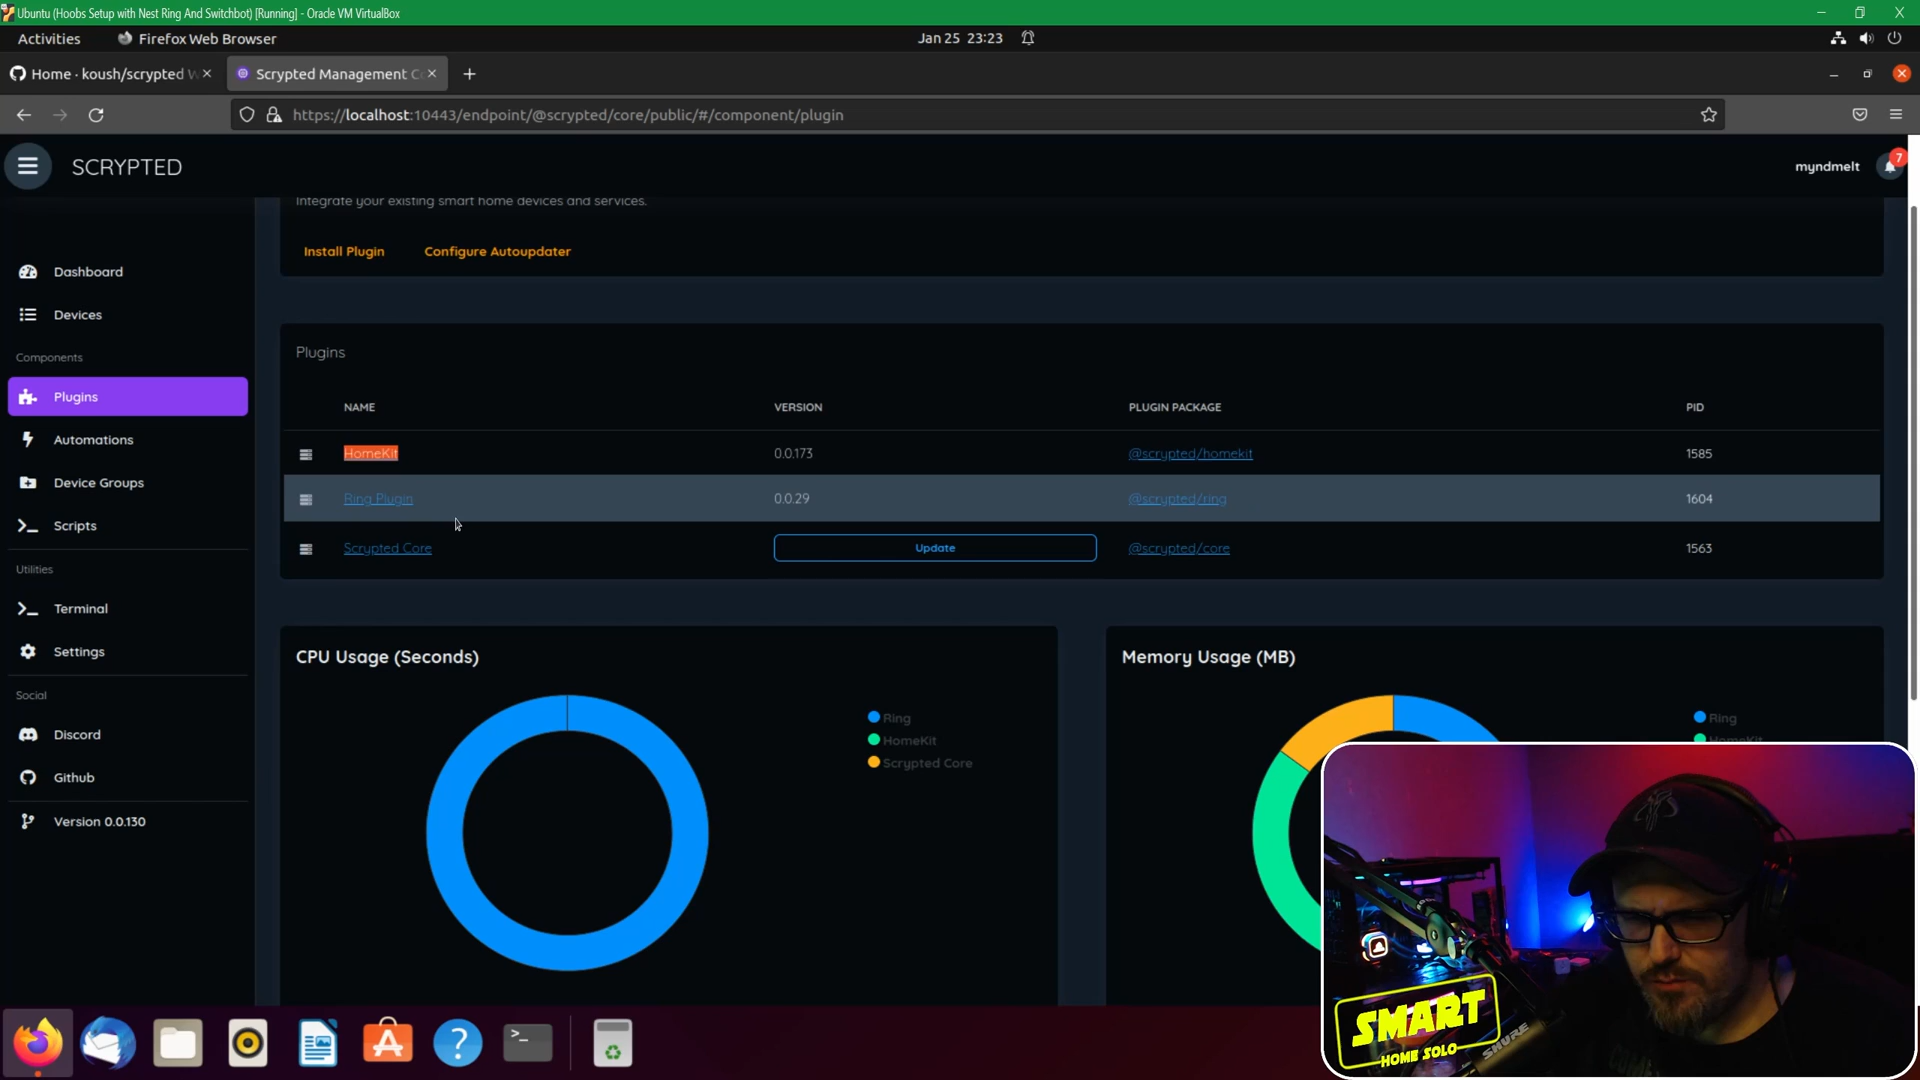 Ubuntu (Hoobs Setup with Nest Ring And Switchbot) [Running] - Oracle VM VirtualBox
Activities
Firefox Web Browser
Jan 25 23:23
Home · koush/scrypted W
Scrypted Management Co
https://localhost:10443/endpoint/@scrypted/core/public/#/component/plugin
SCRYPTED
myndmelt
7
Integrate your existing smart home devices and services.
Install Plugin
Configure Autoupdater
Dashboard
Devices
Components
Plugins
Automations
Device Groups
Scripts
Utilities
Terminal
Settings
Social
Discord
Github
Version 0.0.130
Plugins
NAME VERSION PLUGIN PACKAGE PID
HomeKit 0.0.173 @scrypted/homekit 1585
Ring Plugin 0.0.29 @scrypted/ring 1604
Scrypted Core Update @scrypted/core 1563
CPU Usage (Seconds)
Ring
HomeKit
Scrypted Core
Memory Usage (MB)
Ring
HomeKit
SMART
HOME SOLO
SHURE